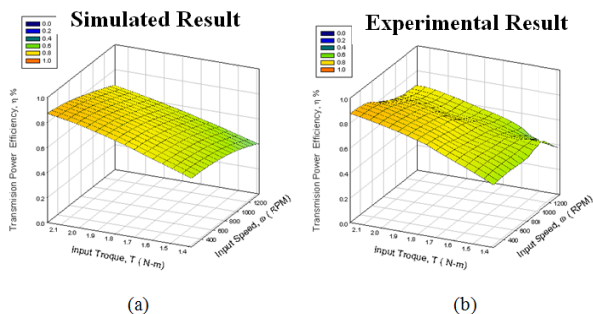 Simulated Result
0.0
0.2
0.4
0.6
0.8
1.0
Transmison Power Efficiency, η %
1.0
0.8
0.6
0.4
0.2
0.0
2.1 2.0 1.9 1.8 1.7 1.6 1.5 1.4
Input Troque, T ( N-m)
400 600 800 1000 1200
Input Speed, ω ( RPM)
(a)
Experimental Result
0.0
0.2
0.4
0.6
0.8
1.0
Transmison Power Efficiency, η %
1.0
0.8
0.6
0.4
0.2
0.0
2.1 2.0 1.9 1.8 1.7 1.6 1.5 1.4
Input Troque, T ( N-m)
400 600 800 1000 1200
Input Speed, ω ( RPM)
(b)